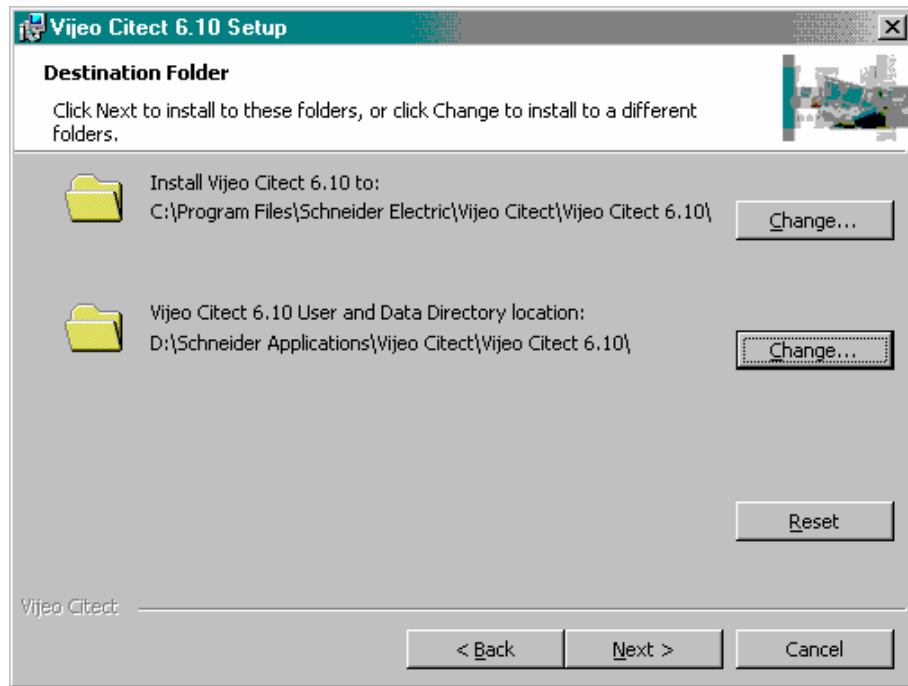 Vijeo Citect 6.10 Setup
Destination Folder
Click Next to install to these folders, or click Change to install to a different
folders.
Install Vijeo Citect 6.10 to:
C:\Program Files\Schneider Electric\Vijeo Citect\Vijeo Citect 6.10\
Change...
Vijeo Citect 6.10 User and Data Directory location:
D:\Schneider Applications\Vijeo Citect\Vijeo Citect 6.10\
Change...
Reset
Vijeo Citect
< Back
Next >
Cancel